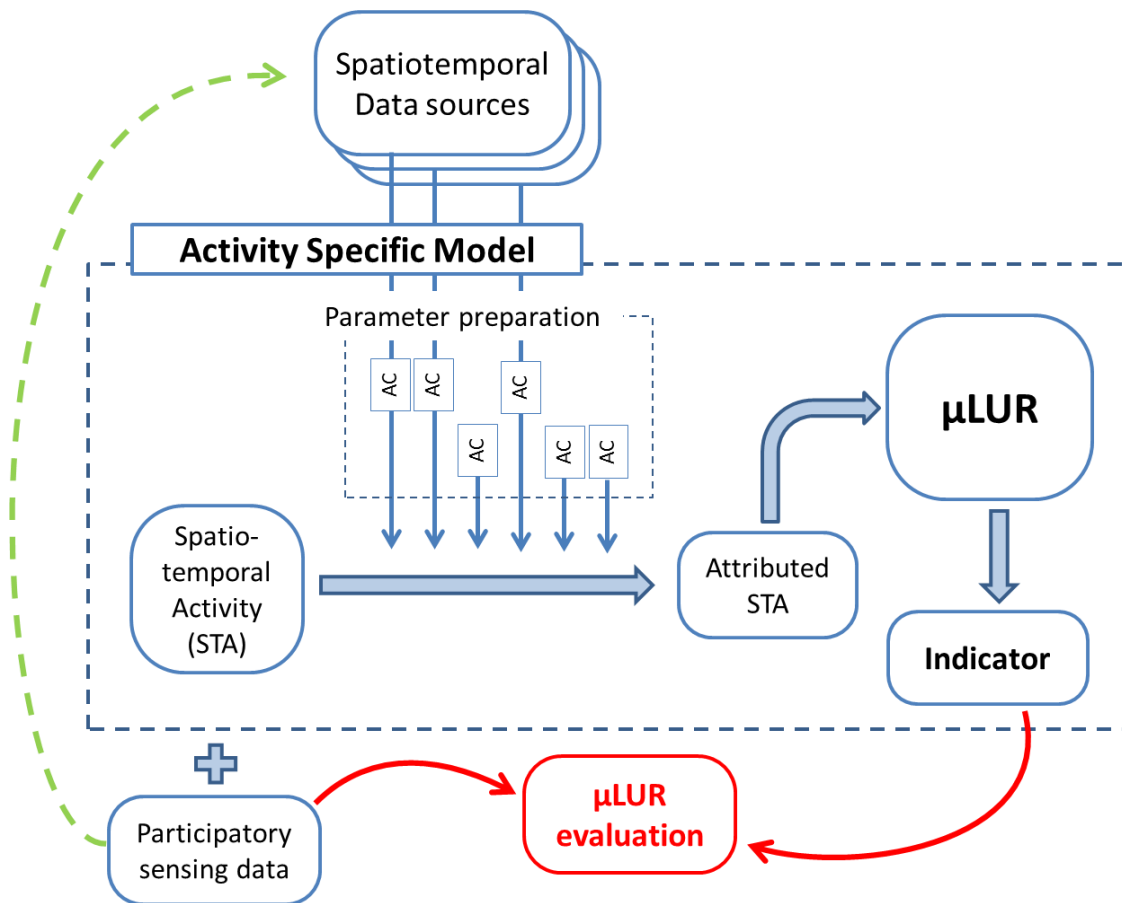 Spatiotemporal
Data sources
Activity Specific Model
Parameter preparation
AC
AC
AC
AC
AC
AC
µLUR
Spatio-
temporal
Activity
(STA)
Attributed
STA
Indicator
Participatory
sensing data
µLUR
evaluation